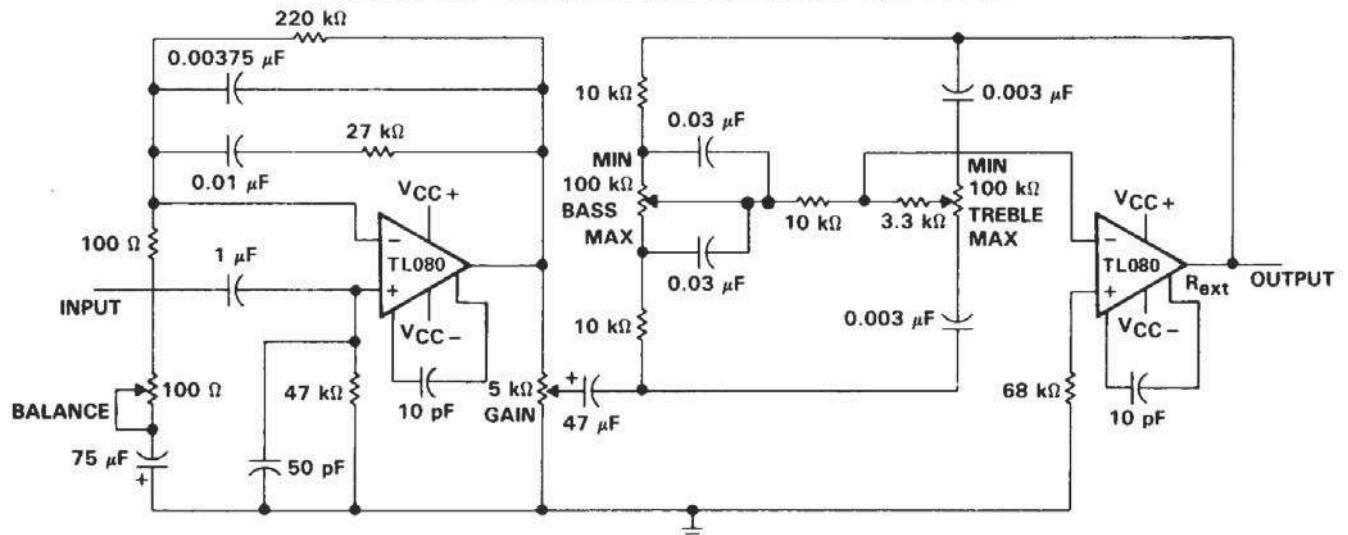 220 kΩ
0.00375 μF
27 kΩ
0.01 μF
100 Ω
1 μF
INPUT
VCC+
−
TL080
+
VCC−
10 pF
100 Ω
BALANCE
75 μF
+
50 pF
47 kΩ
5 kΩ
GAIN
+
47 μF
10 kΩ
0.03 μF
MIN
100 kΩ
BASS
MAX
0.03 μF
10 kΩ
10 kΩ
3.3 kΩ
0.003 μF
MIN
100 kΩ
TREBLE
MAX
0.003 μF
VCC+
−
TL080
+
VCC−
Rext
OUTPUT
68 kΩ
10 pF